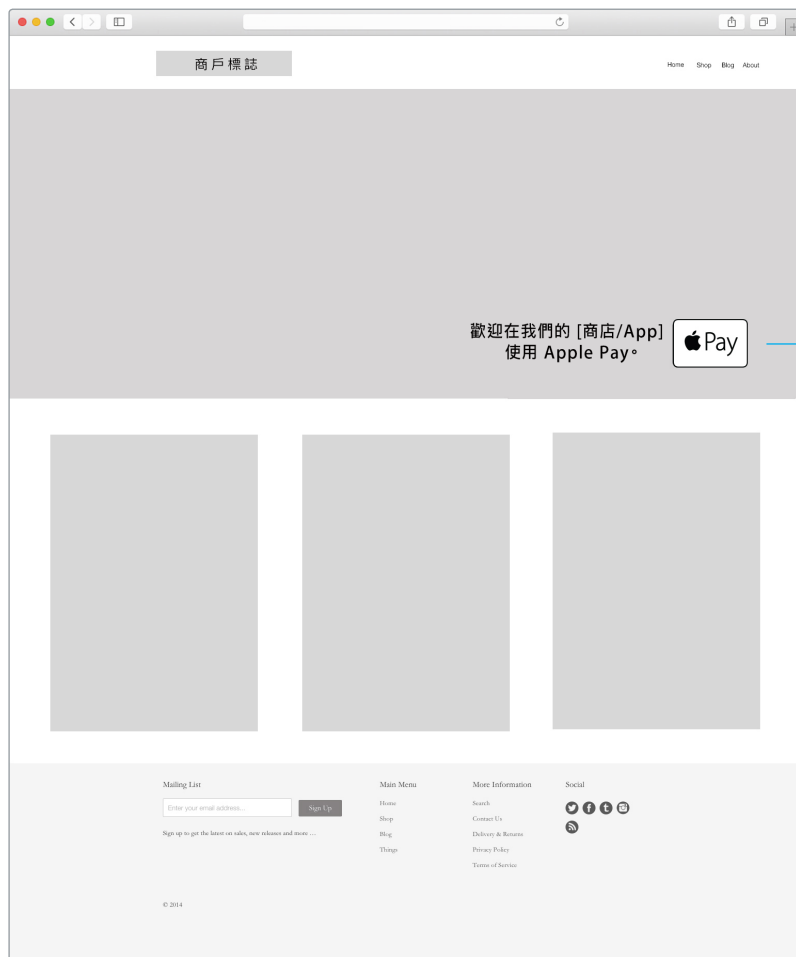 商戶標誌
Home Shop Blog About
歡迎在我們的 [商店/App]
使用 Apple Pay。
Pay
Mailing List
Enter your email address...
Sign Up
Sign up to get the latest on sales, new releases and more …
Main Menu
Home
Shop
Blog
Things
More Information
Search
Contact Us
Delivery & Returns
Privacy Policy
Terms of Service
Social
© 2014